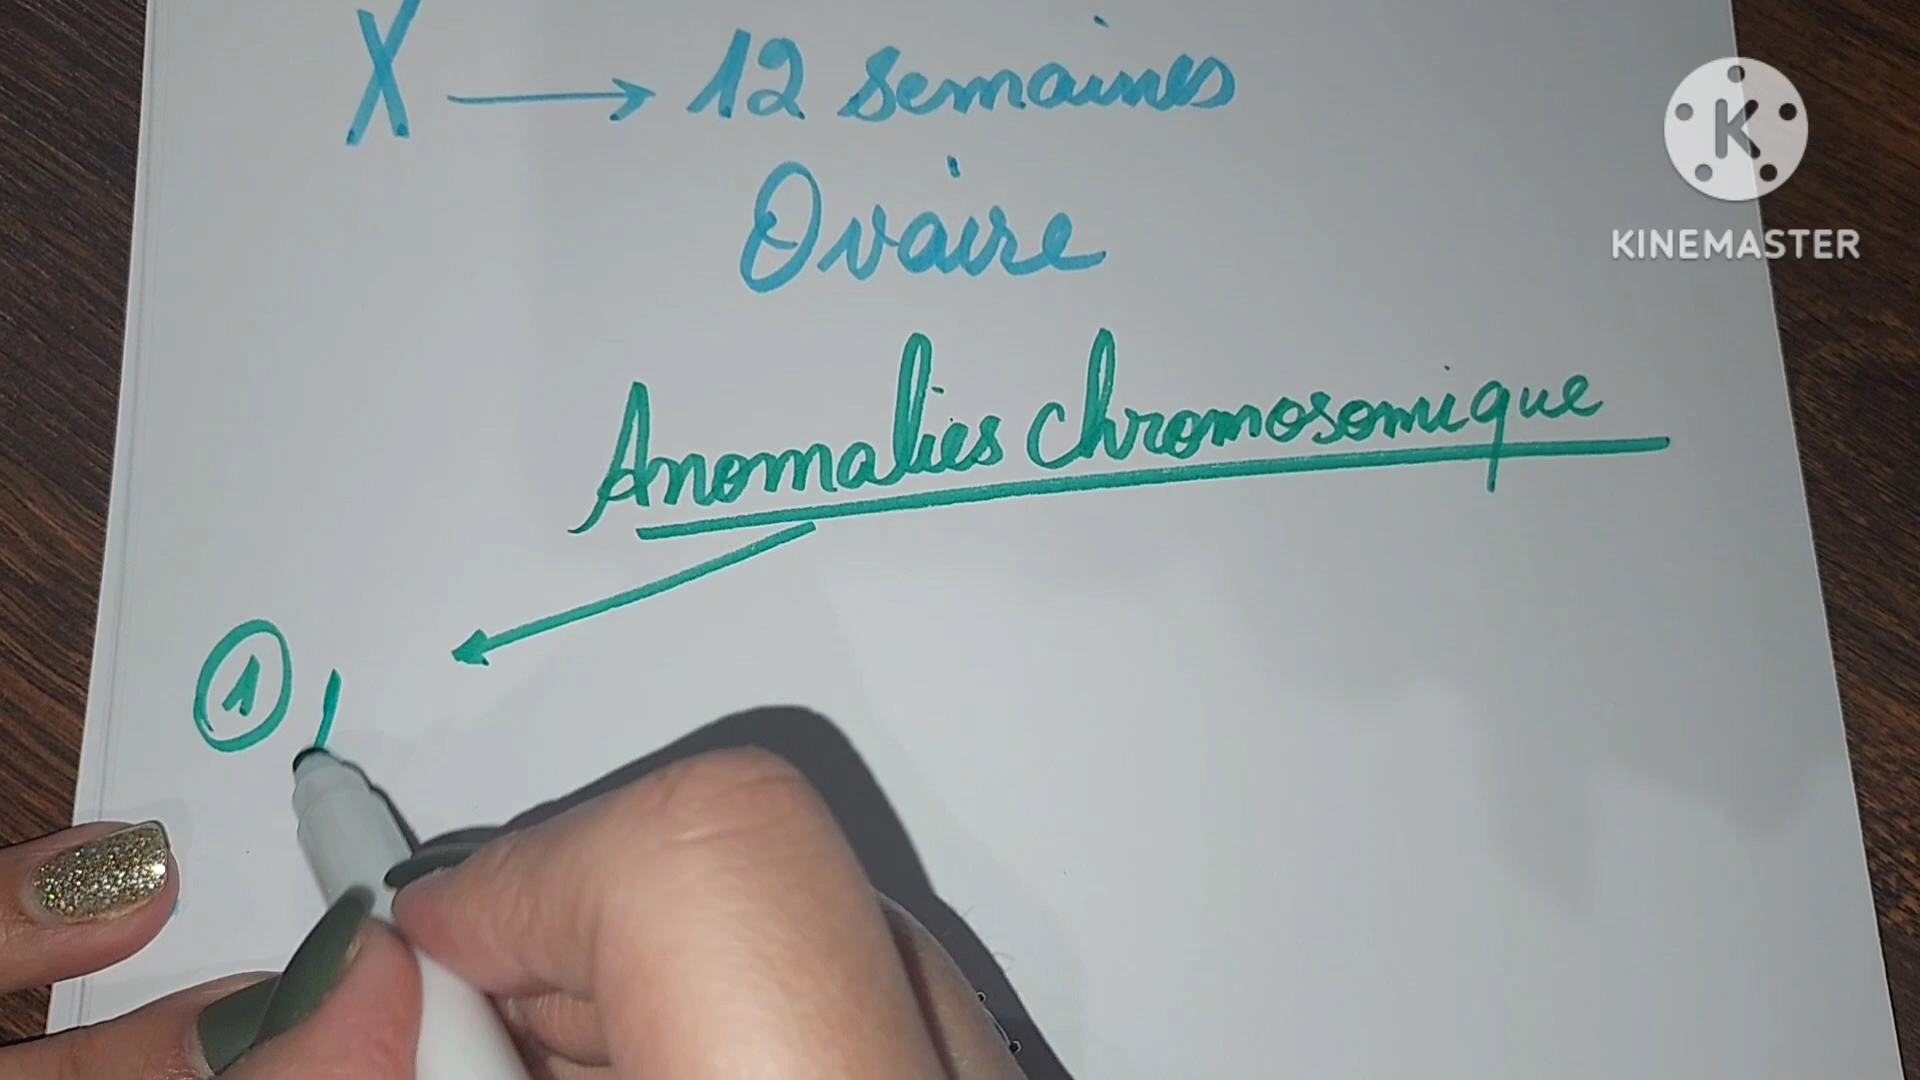 X → 12 semaines
Ovaire
Anomalies chromosomique
①
K
KINEMASTER